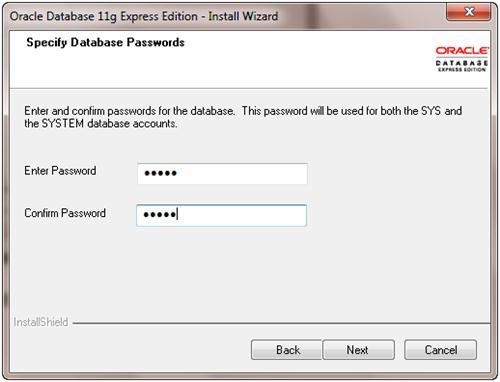 Oracle Database 11g Express Edition - Install Wizard
Specify Database Passwords
ORACLE
DATABASE
EXPRESS EDITION
Enter and confirm passwords for the database. This password will be used for both the SYS and
the SYSTEM database accounts.
Enter Password
•••••
Confirm Password
•••••
InstallShield
Back Next Cancel